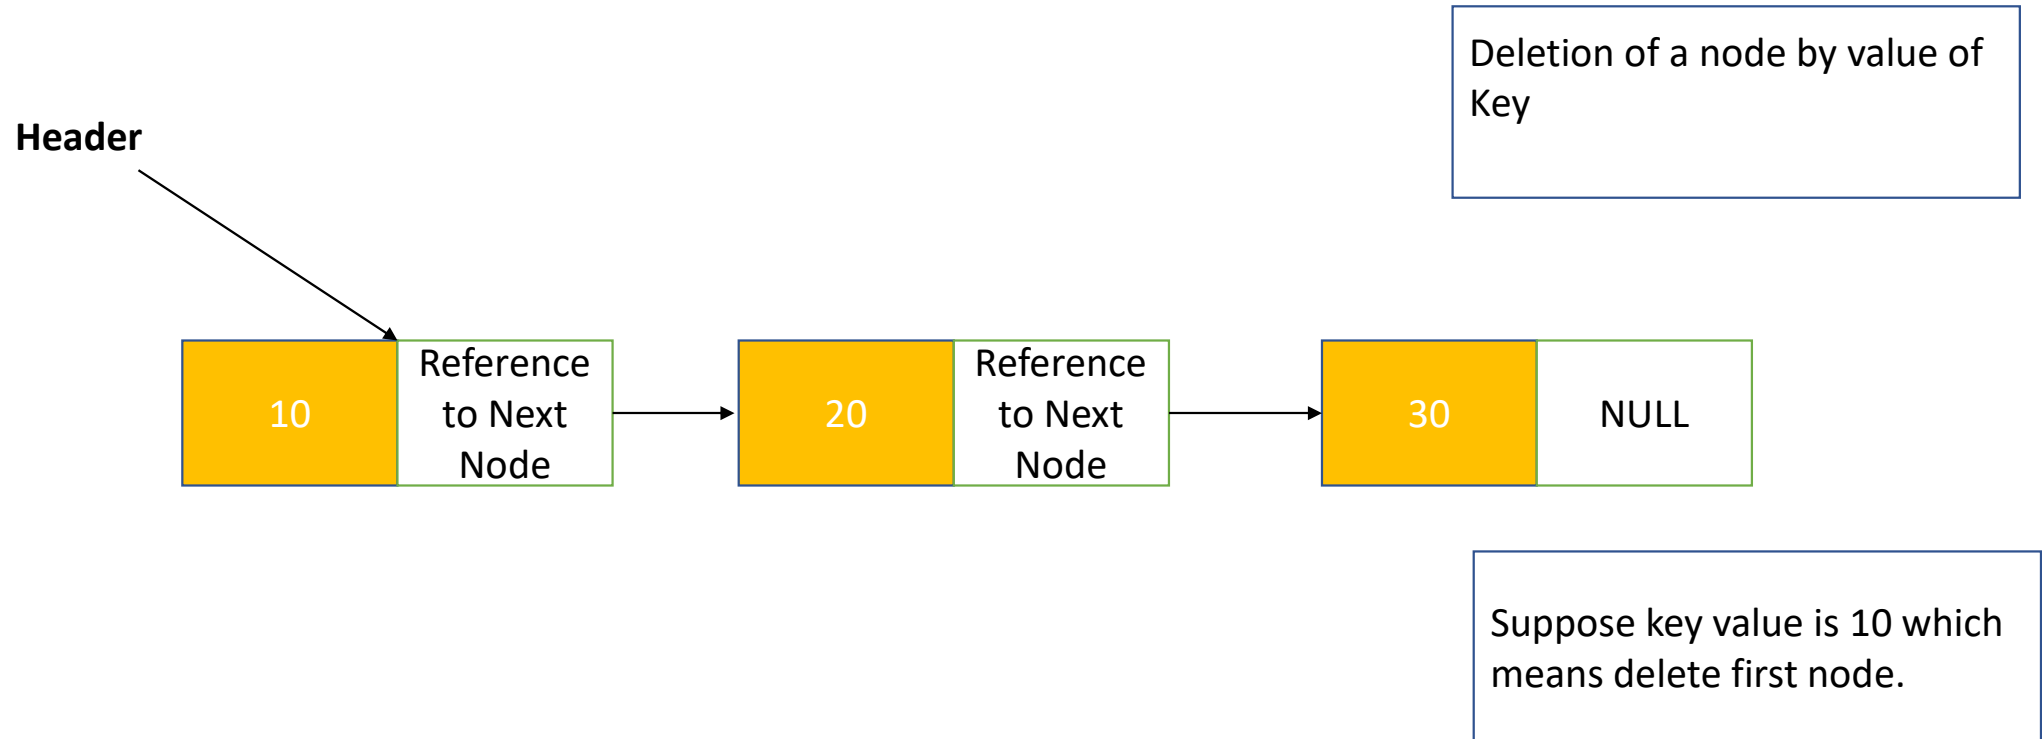 Deletion of a node by value of
Key
Header
10
Reference
to Next
Node
20
Reference
to Next
Node
30
NULL
Suppose key value is 10 which
means delete first node.